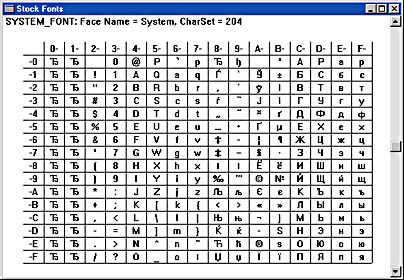 Stock Fonts
SYSTEM_FONT: Face Name = System, CharSet = 204
0- 1- 2- 3- 4- 5- 6- 7- 8- 9- A- B- C- D- E- F-
-0 Ђ Ђ 0 @ P ` p Ђ ђ ° А Р а р
-1 Ђ Ђ ! 1 A Q a q Ѓ ‘ Ў ± Б С б с
-2 Ђ Ђ " 2 B R b r ‚ ’ ў І В Т в т
-3 Ђ Ђ # 3 C S c s ѓ “ Ј і Г У г у
-4 Ђ Ђ $ 4 D T d t „ ” ¤ ґ Д Ф д ф
-5 Ђ Ђ % 5 E U e u … • Ґ µ Е Х е х
-6 Ђ Ђ & 6 F V f v † – ¦ ¶ Ж Ц ж ц
-7 Ђ Ђ ' 7 G W g w ‡ — § · З Ч з ч
-8 Ђ Ђ ( 8 H X h x Ё ё И Ш и ш
-9 Ђ Ђ ) 9 I Y i y ‰ ™ © № Й Щ й щ
-A Ђ Ђ * : J Z j z Љ љ Є є К Ъ к ъ
-B Ђ Ђ + ; K [ k { ‹ › « » Л Ы л ы
-C Ђ Ђ , < L \ l | Њ њ ¬ ј М Ь м ь
-D Ђ Ђ - = M ] m } Ќ ќ - Ѕ Н Э н э
-E Ђ Ђ . > N ^ n ~ Ћ ћ ® ѕ О Ю о ю
-F Ђ Ђ / ? O _ o Џ џ Ї ї П Я п я